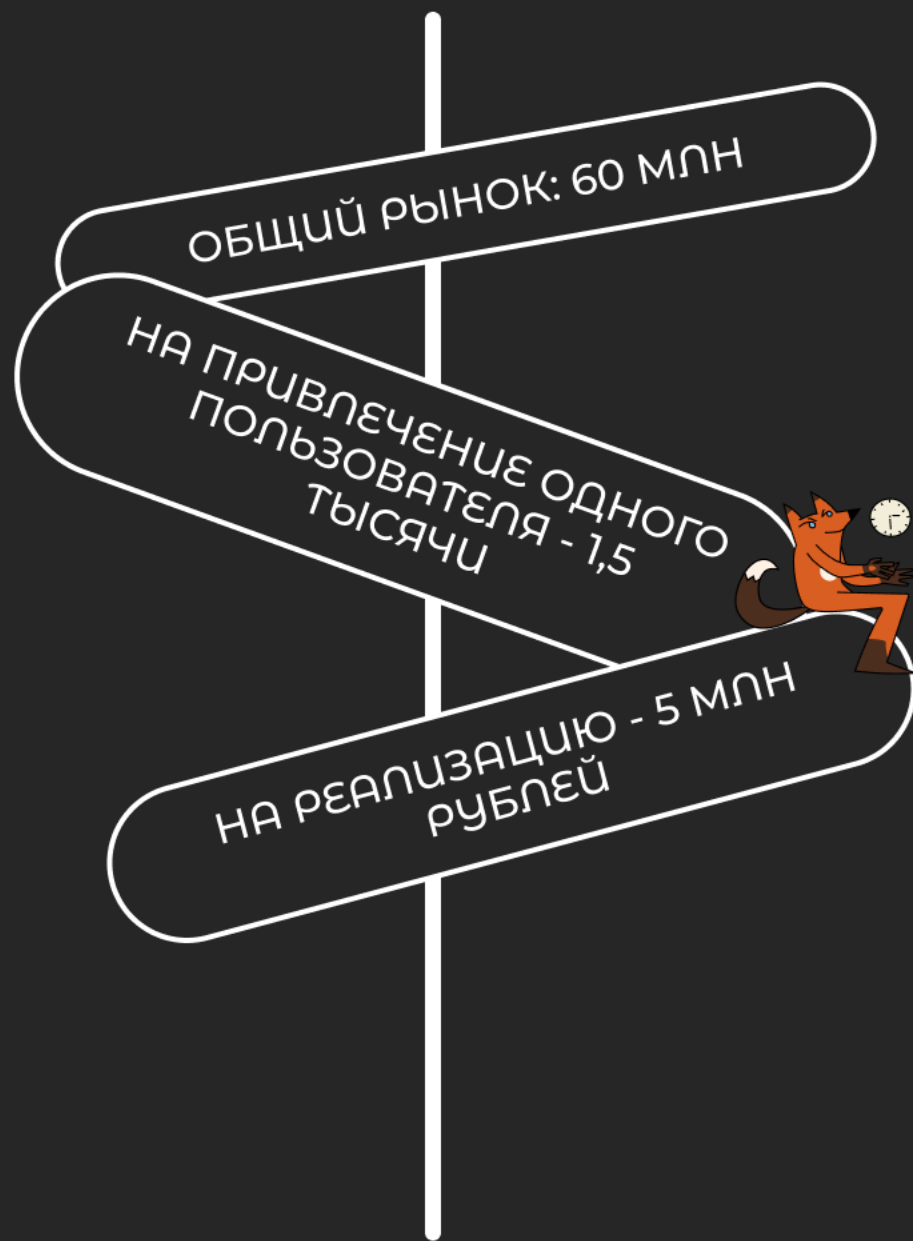 ОБЩИЙ РЫНОК: 60 МЛН
НА ПРИВЛЕЧЕНИЕ ОДНОГО
ПОЛЬЗОВАТЕЛЯ - 1,5
ТЫСЯЧИ
НА РЕАЛИЗАЦИЮ - 5 МЛН
РУБЛЕЙ